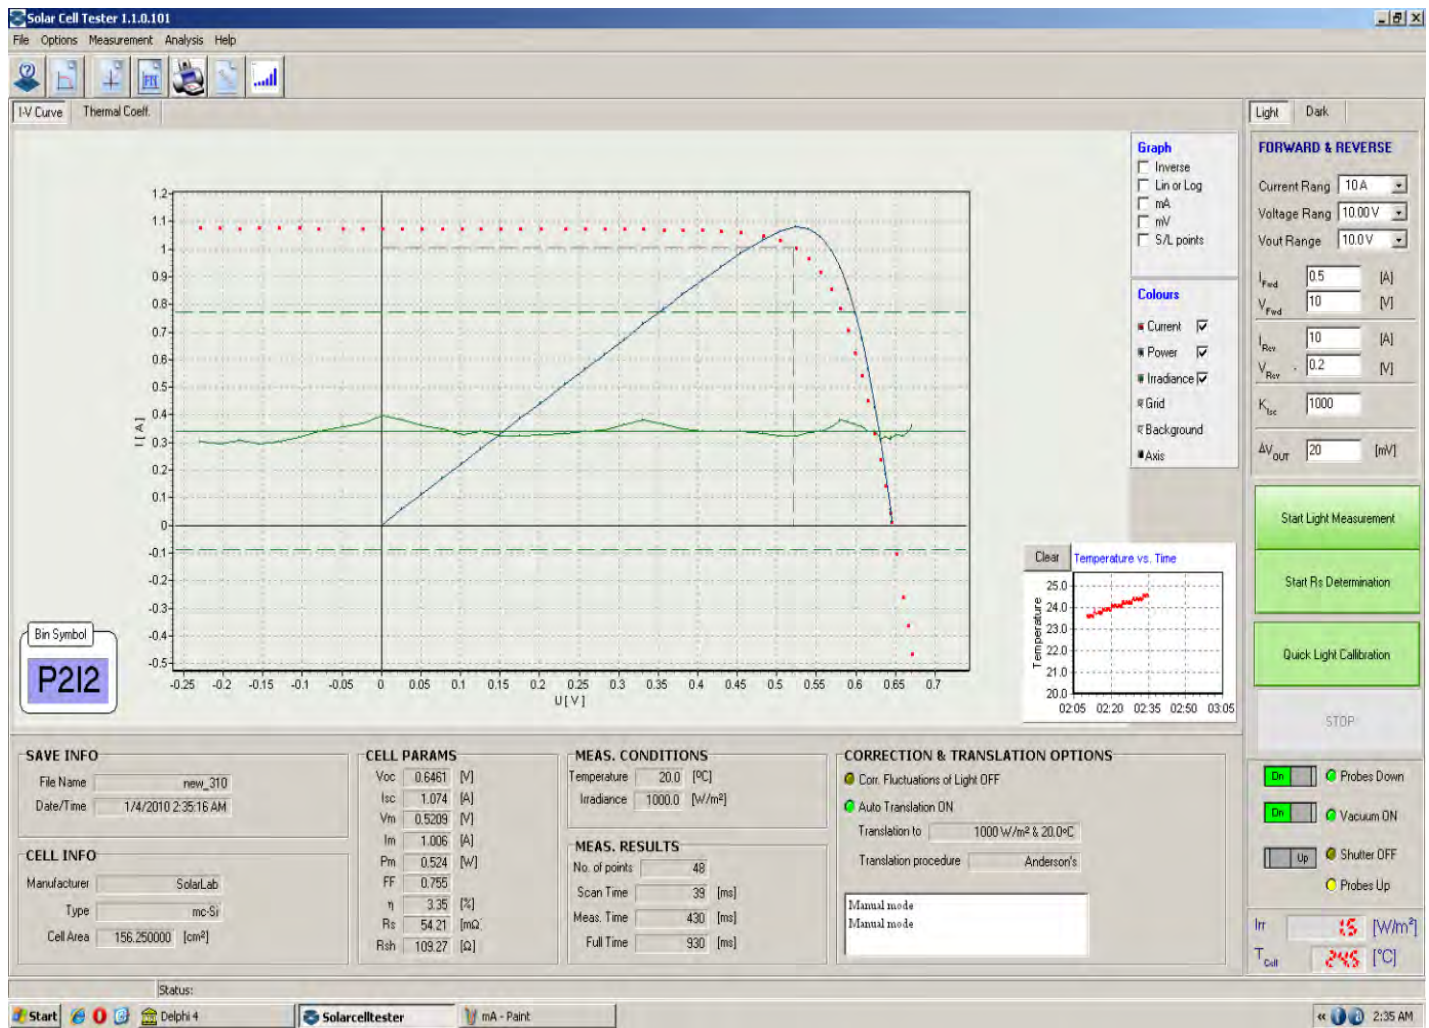 Solar Cell Tester 1.1.0.101
File Options Measurement Analysis Help
I-V Curve Thermal Coeff. Light Dark
Graph
Inverse
Lin or Log
mA
mV
S/L points
Colours
Current
Power
Irradiance
Grid
Background
Axis
FORWARD & REVERSE
Current Rang 10 A
Voltage Rang 10.00 V
Vout Range 10.0 V
I Fwd 0.5 [A]
V Fwd 10 [V]
I Rev 10 [A]
V Rev - 0.2 [V]
K Isc 1000
ΔV OUT 20 [mV]
Start Light Measurement
Start Rs Determination
Quick Light Callibration
STOP
I [ A ]
1.2
1.1
1
0.9
0.8
0.7
0.6
0.5
0.4
0.3
0.2
0.1
0
-0.1
-0.2
-0.3
-0.4
-0.5
-0.25 -0.2 -0.15 -0.1 -0.05 0 0.05 0.1 0.15 0.2 0.25 0.3 0.35 0.4 0.45 0.5 0.55 0.6 0.65 0.7
U [ V ]
Bin Symbol
P2I2
Clear Temperature vs. Time
Temperature
25.0
24.0
23.0
22.0
21.0
20.0
02:05 02:20 02:35 02:50 03:05
SAVE INFO
File Name new_310
Date/Time 1/4/2010 2:35:16 AM
CELL INFO
Manufacturer SolarLab
Type mc-Si
Cell Area 156.250000 [cm²]
CELL PARAMS
Voc 0.6461 [V]
Isc 1.074 [A]
Vm 0.5209 [V]
Im 1.006 [A]
Pm 0.524 [W]
FF 0.755
η 3.35 [%]
Rs 54.21 [mΩ
Rsh 109.27 [Ω]
MEAS. CONDITIONS
Temperature 20.0 [ºC]
Irradiance 1000.0 [W/m²]
MEAS. RESULTS
No. of points 48
Scan Time 39 [ms]
Meas. Time 430 [ms]
Full Time 930 [ms]
CORRECTION & TRANSLATION OPTIONS
Corr. Fluctuations of Light OFF
Auto Translation ON
Translation to 1000 W/m² & 20.0ºC
Translation procedure Anderson's
Manual mode
Manual mode
On Probes Down
On Vacuum ON
Up Shutter OFF
Probes Up
Irr 1.5 [W/m²]
T Cell 24.5 [°C]
Status:
Start Delphi 4 Solarcelltester mA - Paint « 2:35 AM